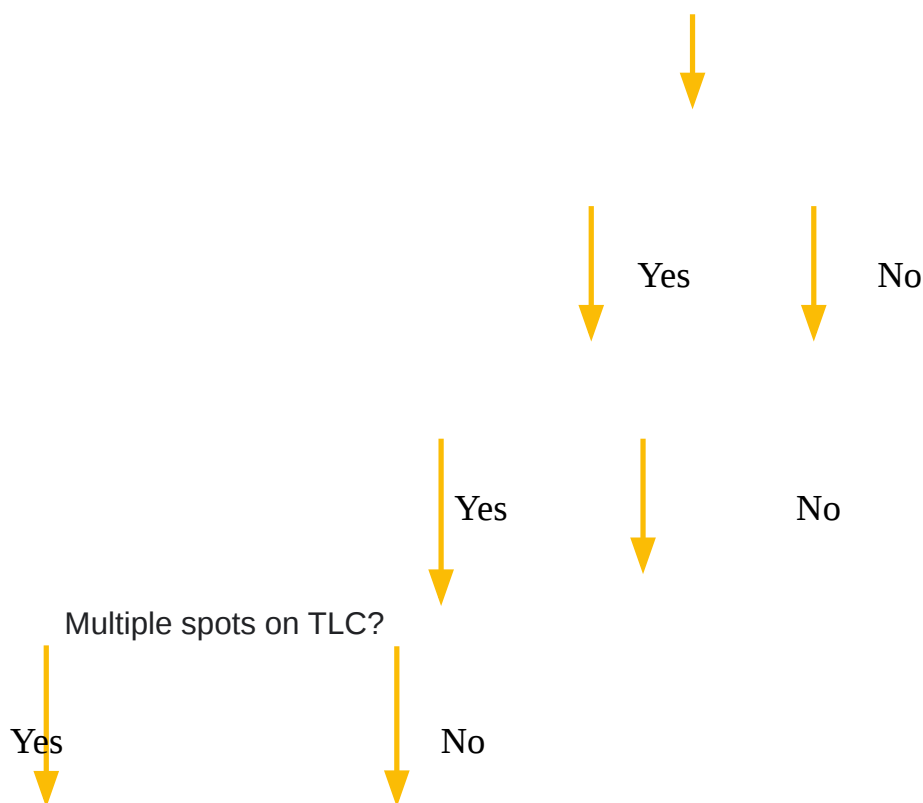 Yes
No
Yes
No
Multiple spots on TLC?
Yes
No